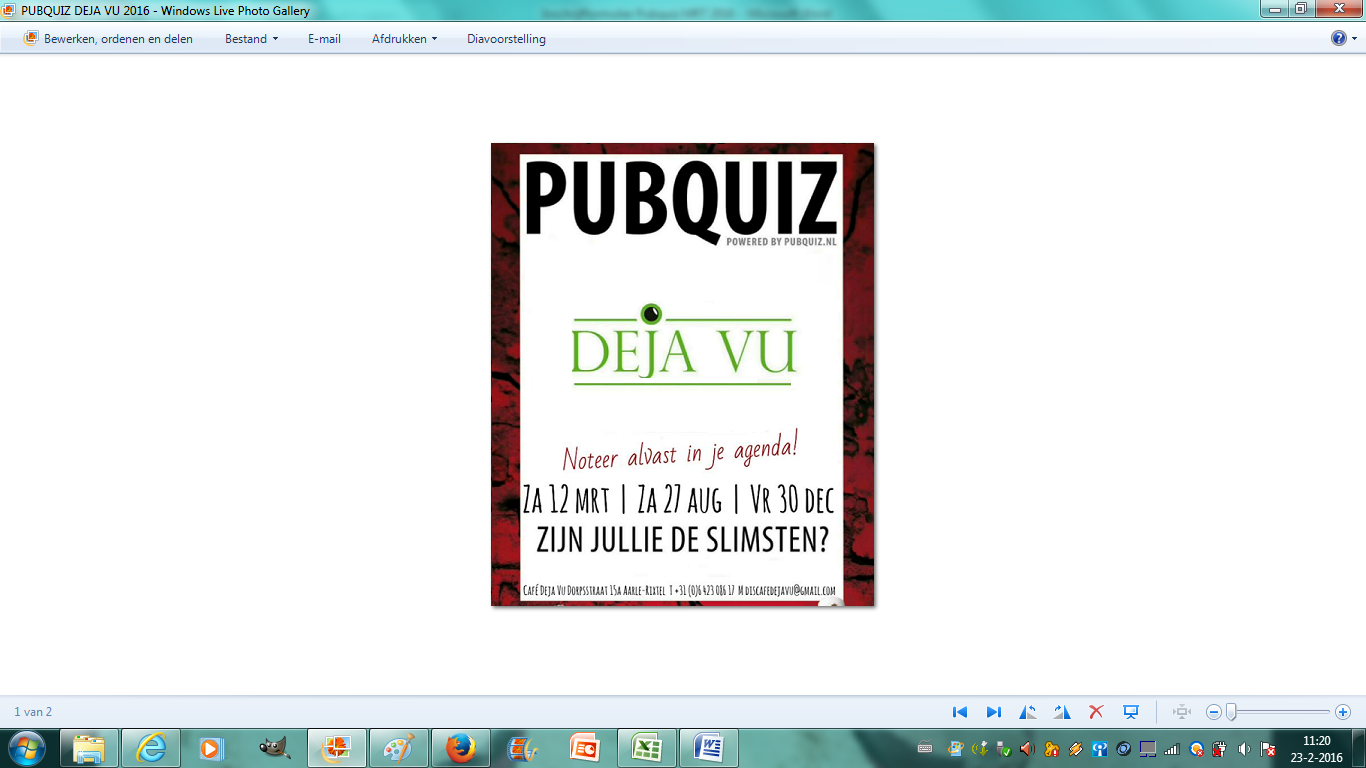 PUBQUIZ DEJA VU 2016 - Windows Live Photo Gallery
Bewerken, ordenen en delen Bestand E-mail Afdrukken Diavoorstelling
PUBQUIZ
POWERED BY PUBQUIZ.NL
DEJA VU
Noteer alvast in je agenda!
ZA 12 MRT | ZA 27 AUG | VR 30 DEC
ZIJN JULLIE DE SLIMSTEN?
CAFÉ DEJA VU DORPSSTRAAT 15A AARLE-RIXTEL T +31 (0)6 423 086 17 M DISCAFEDEJAVU@GMAIL.COM
1 van 2
11:20
23-2-2016